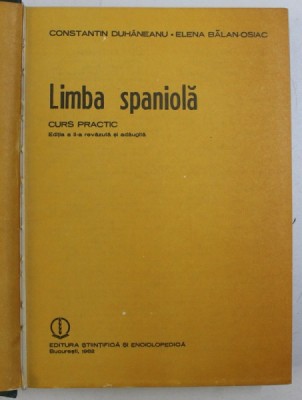 CONSTANTIN DUHĂNEANU • ELENA BĂLAN-OSIAC
Limba spaniolă
CURS PRACTIC
Ediția a II-a revăzută și adăugită
EDITURA ȘTIINȚIFICĂ ȘI ENCICLOPEDICĂ
București, 1982